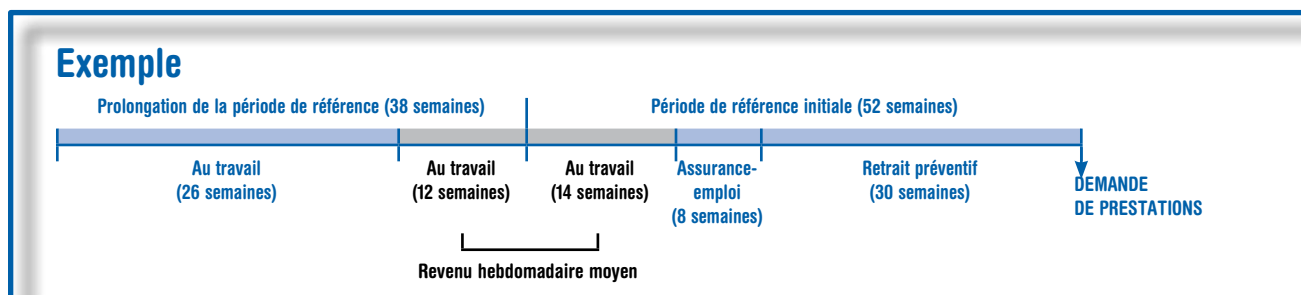 Exemple
Prolongation de la période de référence (38 semaines)
Période de référence initiale (52 semaines)
Au travail
(26 semaines)
Au travail
(12 semaines)
Au travail
(14 semaines)
Assurance-
emploi
(8 semaines)
Retrait préventif
(30 semaines)
DEMANDE
DE PRESTATIONS
Revenu hebdomadaire moyen